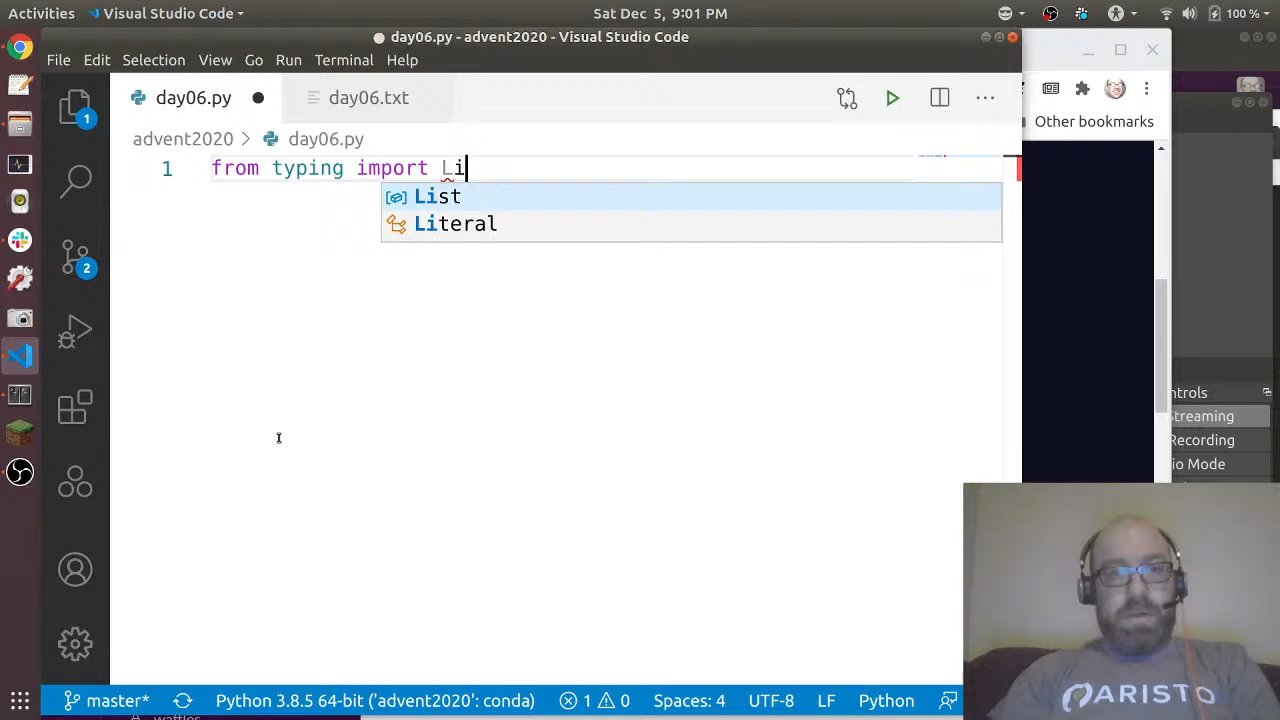 Activities
Visual Studio Code
Sat Dec 5, 9:01 PM
100 %
● day06.py - advent2020 - Visual Studio Code
File Edit Selection View Go Run Terminal Help
day06.py
day06.txt
Other bookmarks
advent2020 > day06.py
1 from typing import Li
List
Literal
1
2
ntrols
Streaming
Recording
io Mode
ARISTO
master*
Python 3.8.5 64-bit ('advent2020': conda)
1
0
Spaces: 4
UTF-8
LF
Python
waffles